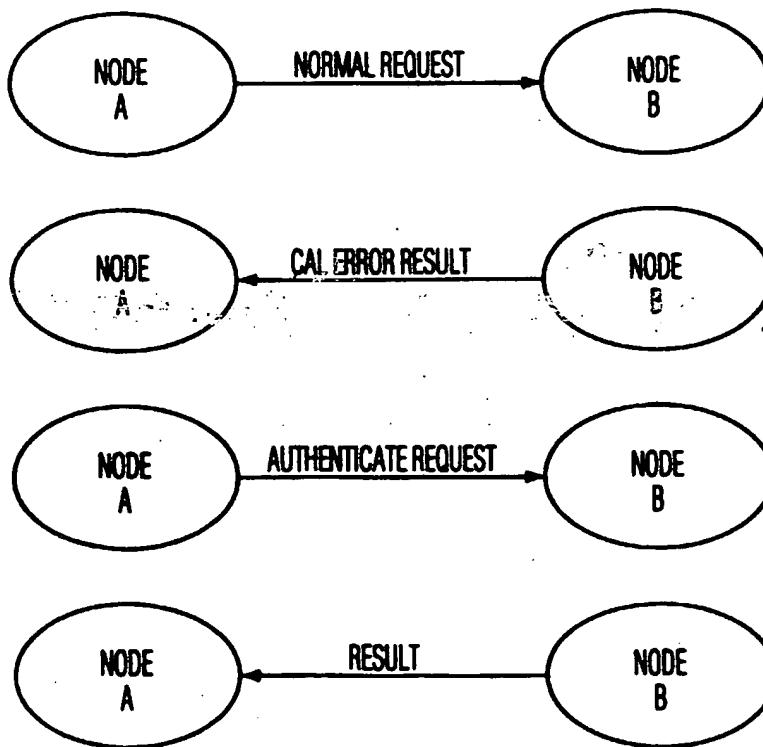 NODE
A
NORMAL REQUEST
NODE
B
NODE
A
CAL ERROR RESULT
NODE
B
NODE
A
AUTHENTICATE REQUEST
NODE
B
NODE
A
RESULT
NODE
B